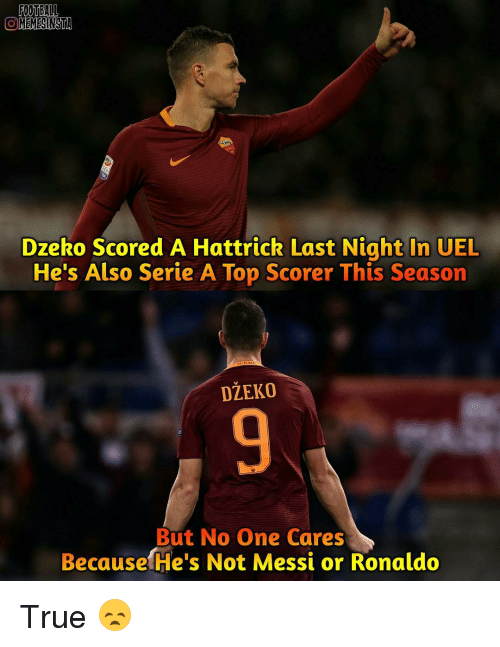 FOOTBALL
MEMESINSTA
Dzeko Scored A Hattrick Last Night In UEL
He's Also Serie A Top Scorer This Season
DŽEKO
9
But No One Cares
Because He's Not Messi or Ronaldo
True 😞